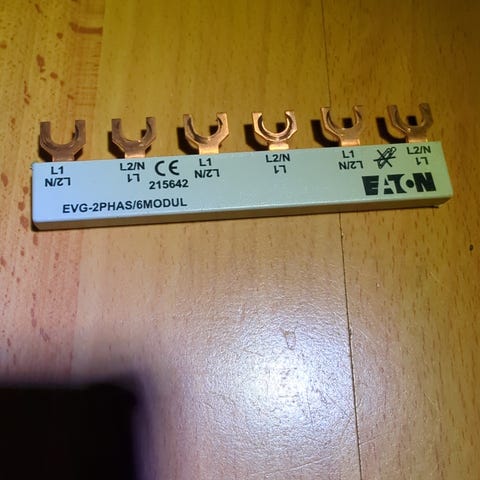 L1 L2/N L1 L2/N L1 L2/N
L2/N L1 L2/N L1 L2/N L1
CE
215642
EATON
EVG-2PHAS/6MODUL